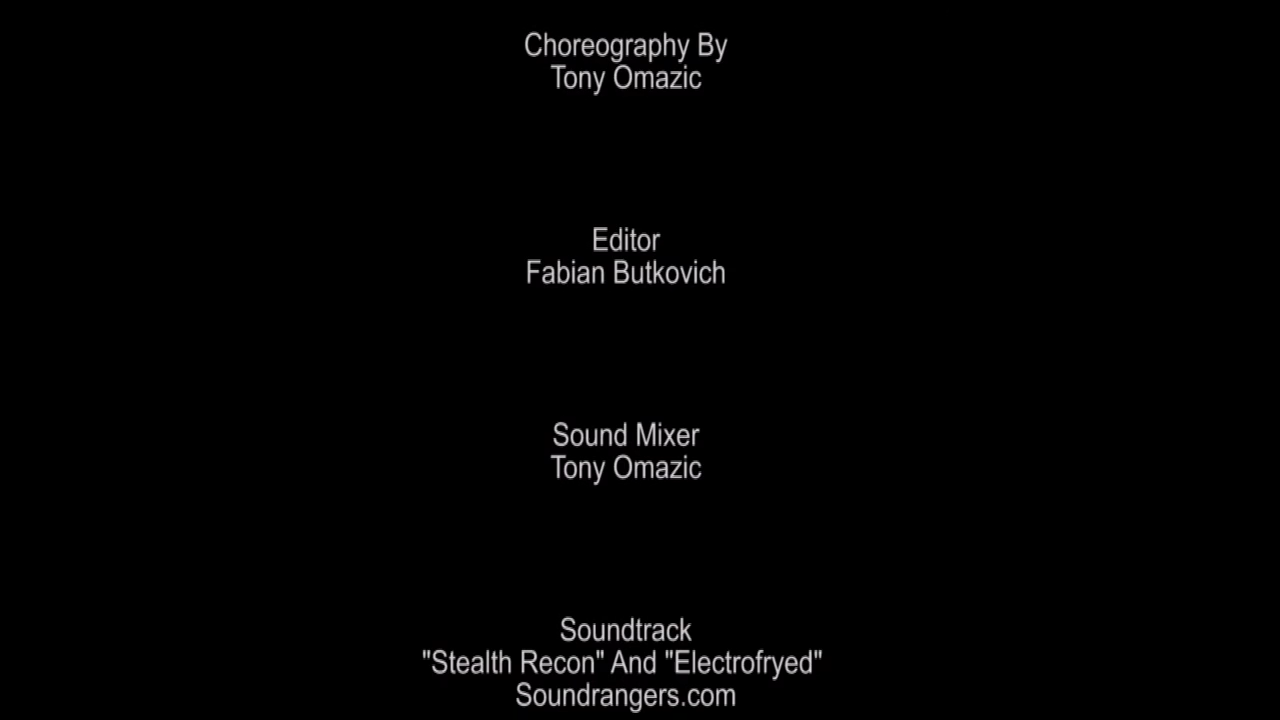 Choreography By
Tony Omazic
Editor
Fabian Butkovich
Sound Mixer
Tony Omazic
Soundtrack
"Stealth Recon" And "Electrofryed"
Soundrangers.com